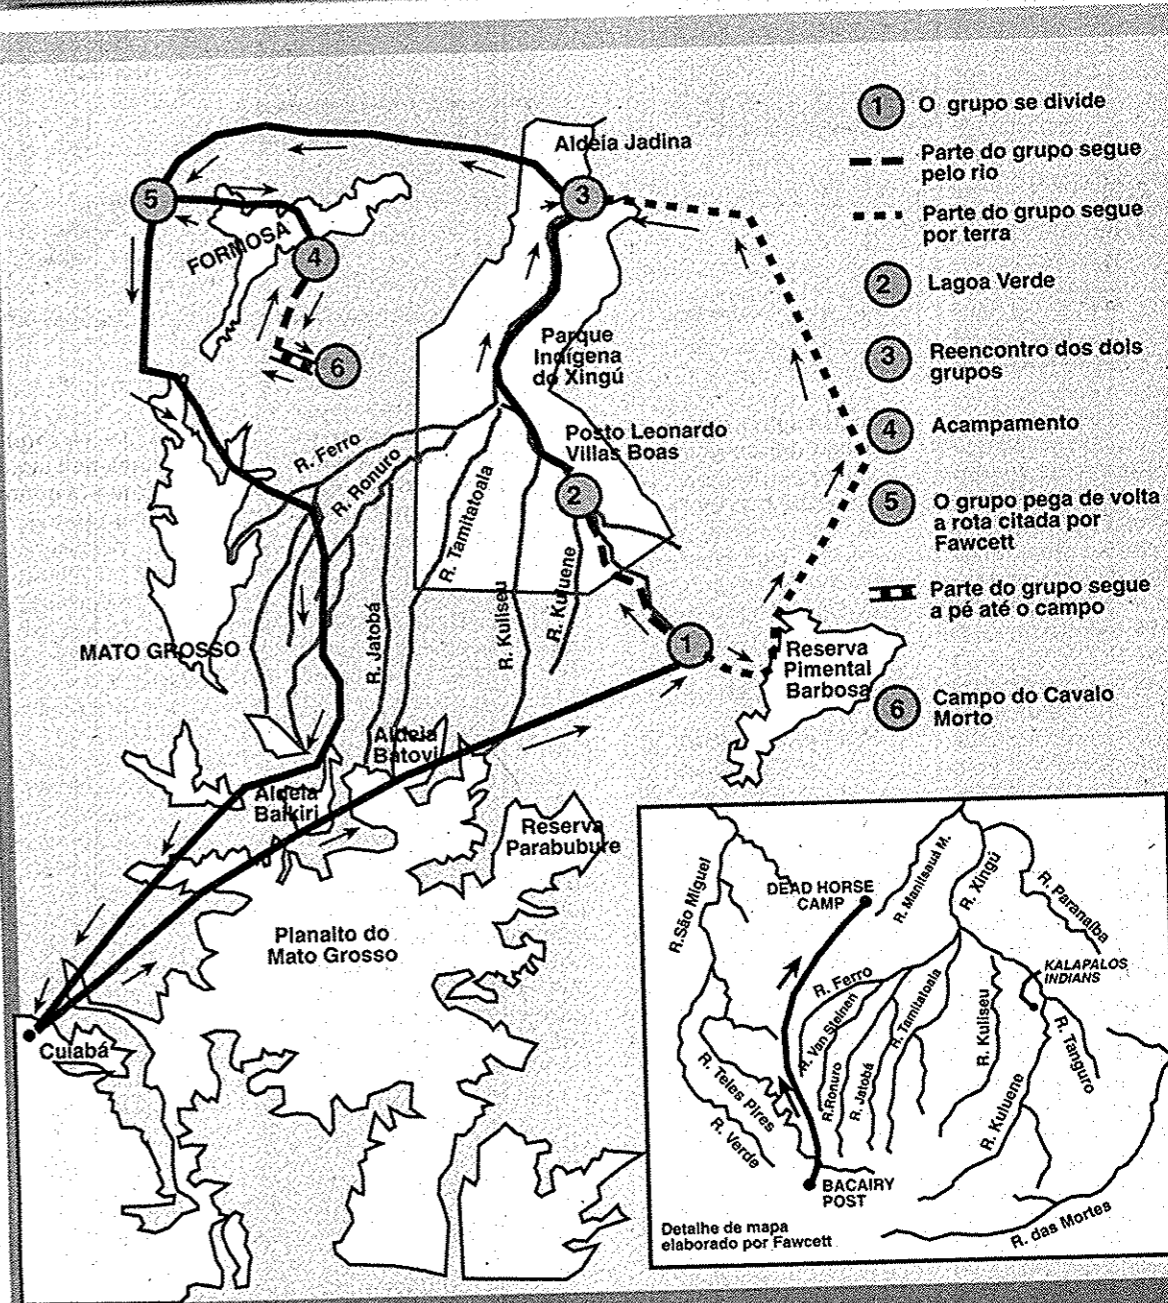 Aldeia Jadina
FORMOSA
5
3
4
6
Parque
Indígena
do Xingú
Posto Leonardo
Villas Boas
2
R. Ferro
R. Ronuro
R. Tamitatoala
R. Jatobá
R. Kuliseu
R. Kuluene
1
MATO GROSSO
Reserva
Pimental
Barbosa
Aldeia
Batovi
Aldeia
Baikiri
Reserva
Parabubure
Planalto do
Mato Grosso
Cuiabá
1 O grupo se divide
Parte do grupo segue
pelo rio
Parte do grupo segue
por terra
2 Lagoa Verde
3 Reencontro dos dois
grupos
4 Acampamento
5 O grupo pega de volta
a rota citada por
Fawcett
Parte do grupo segue
a pé até o campo
6 Campo do Cavalo
Morto
R. São Miguel
DEAD HORSE
CAMP
R. Manitsauá M.
R. Xingú
R. Paranaíba
KALAPALOS
INDIANS
R. Ferro
R. Van Steinen
R. Ronuro
R. Jatobá
R. Tamitatoala
R. Kuliseu
R. Kuluene
R. Tanguro
R. Teles Pires
R. Verde
BACAIRY
POST
R. das Mortes
Detalhe de mapa
elaborado por Fawcett